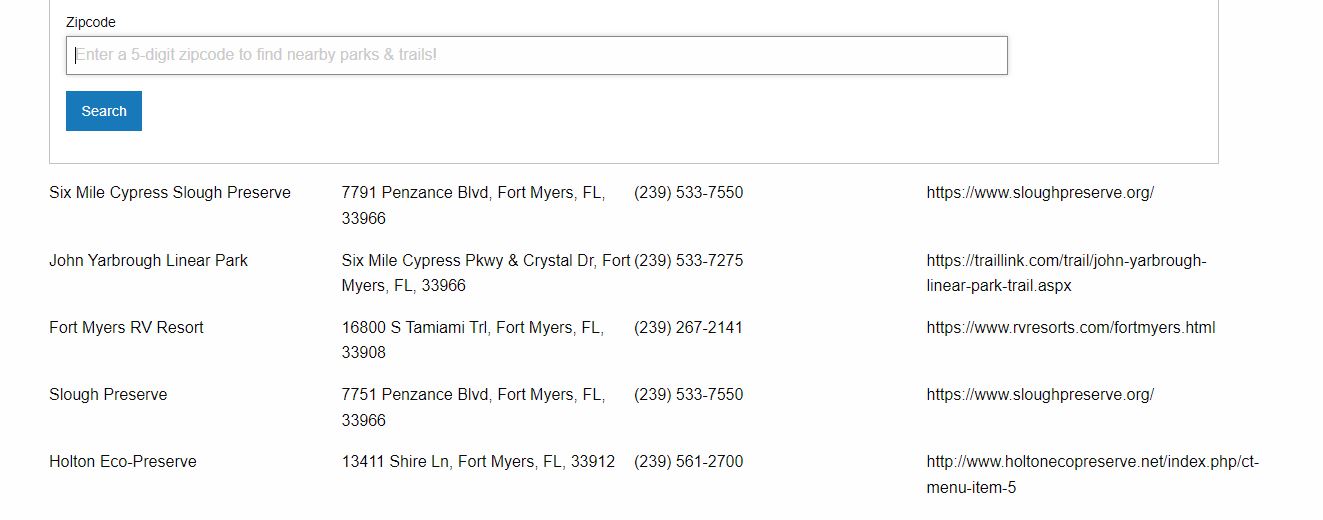 Zipcode
Enter a 5-digit zipcode to find nearby parks & trails!
Search
Six Mile Cypress Slough Preserve 7791 Penzance Blvd, Fort Myers, FL, (239) 533-7550 https://www.sloughpreserve.org/
33966
John Yarbrough Linear Park Six Mile Cypress Pkwy & Crystal Dr, Fort (239) 533-7275 https://traillink.com/trail/john-yarbrough-
Myers, FL, 33966 linear-park-trail.aspx
Fort Myers RV Resort 16800 S Tamiami Trl, Fort Myers, FL, (239) 267-2141 https://www.rvresorts.com/fortmyers.html
33908
Slough Preserve 7751 Penzance Blvd, Fort Myers, FL, (239) 533-7550 https://www.sloughpreserve.org/
33966
Holton Eco-Preserve 13411 Shire Ln, Fort Myers, FL, 33912 (239) 561-2700 http://www.holtonecopreserve.net/index.php/ct-
menu-item-5